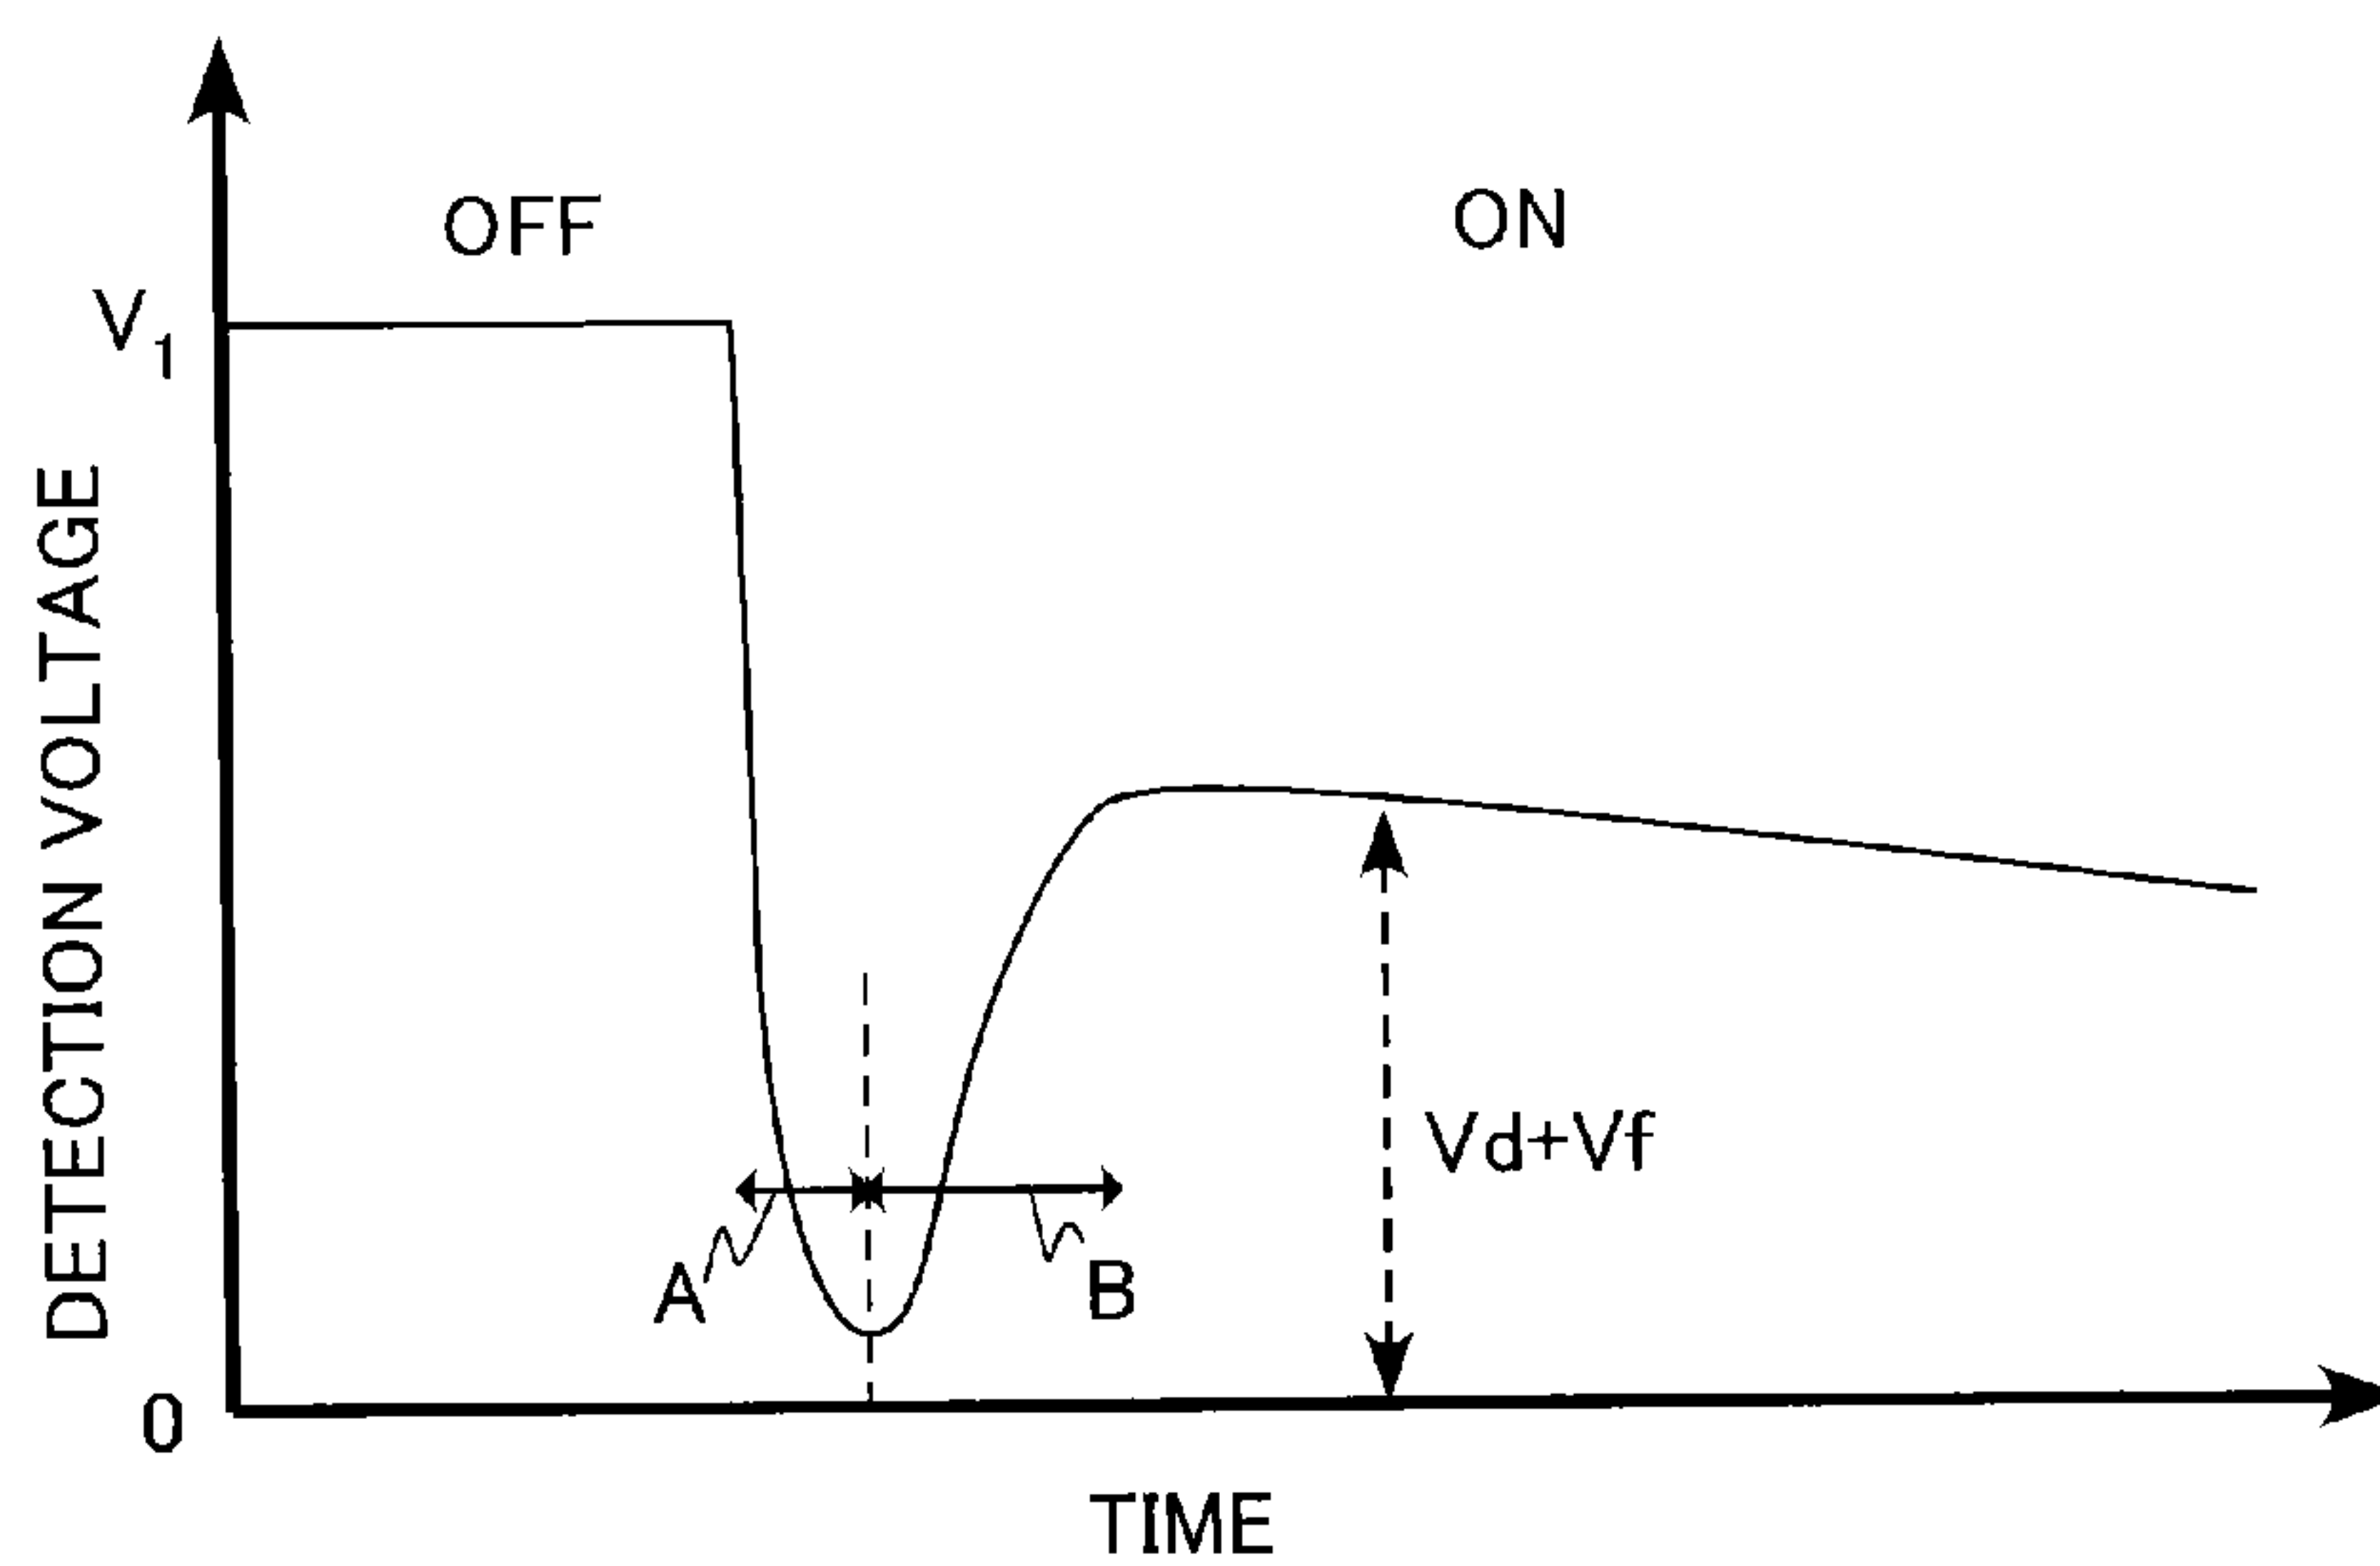 OFF
ON
V1
DETECTION VOLTAGE
Vd+Vf
A
B
0
TIME